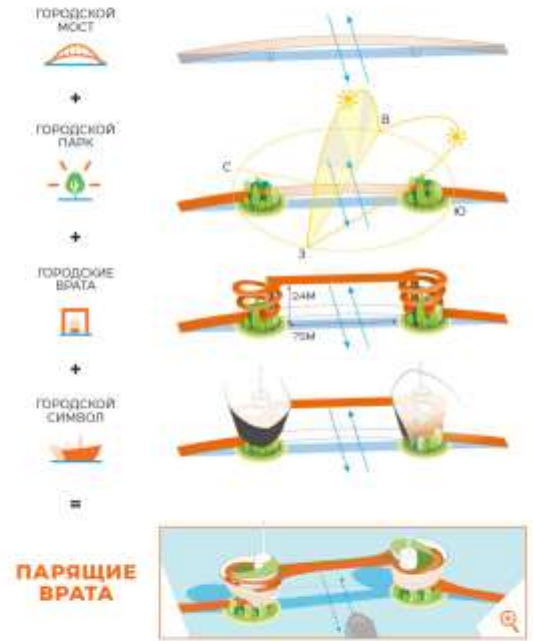 ГОРОДСКОЙ
МОСТ
+
ГОРОДСКОЙ
ПАРК
В
С
Ю
З
+
ГОРОДСКИЕ
ВРАТА
24М
75М
+
ГОРОДСКОЙ
СИМВОЛ
=
ПАРЯЩИЕ
ВРАТА